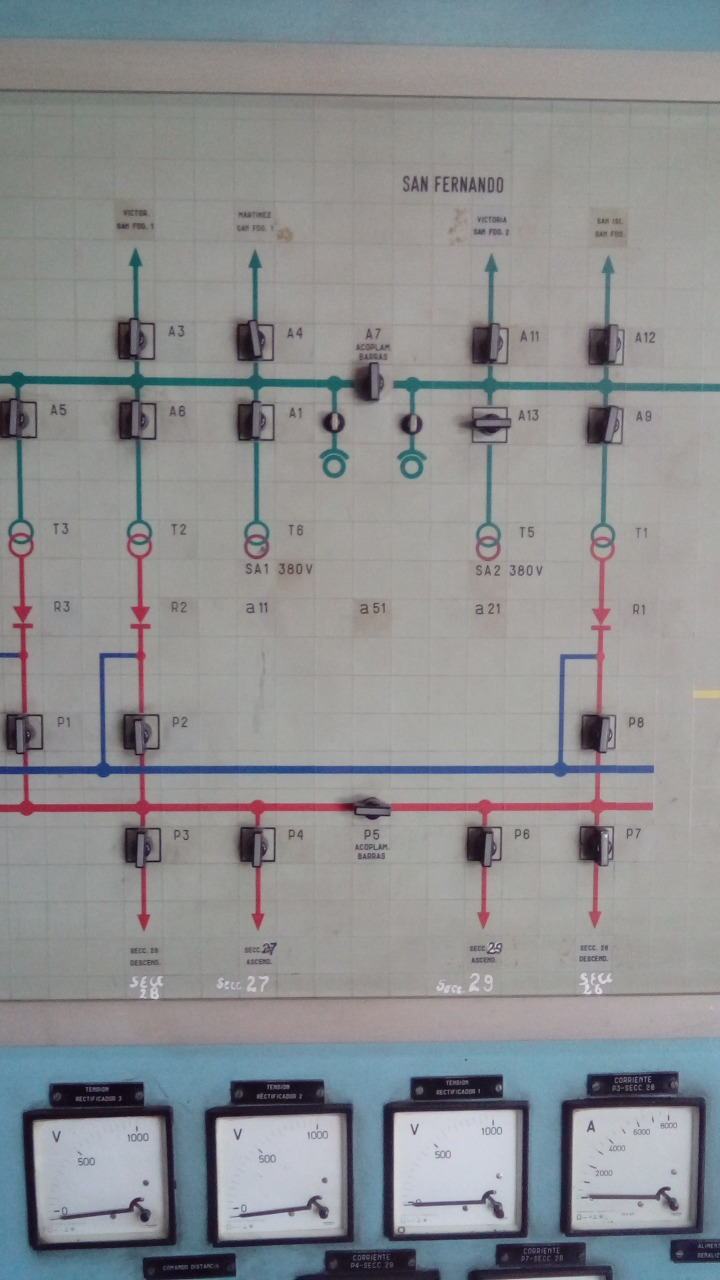 SAN FERNANDO
VICTOR.
SAN FDO. 1
MARTINEZ
SAN FDO. 1
VICTORIA
SAN FDO. 2
SAN ISI.
SAN FDO.
A3
A4
A7
ACOPLAM.
BARRAS
A11
A12
A5
A6
A1
A13
A9
T3
T2
T6
T5
T1
SA1 380V
SA2 380V
R3
R2
a11
a51
a21
R1
P1
P2
P8
P3
P4
P5
ACOPLAM.
BARRAS
P6
P7
SECC. 28
DESCEND.
SECC. 27
ASCEND.
SECC. 29
ASCEND.
SECC. 26
DESCEND.
SECC
28
Secc. 27
Secc. 29
SECC
26
TENSION
RECTIFICADOR 3
TENSION
RECTIFICADOR 2
TENSION
RECTIFICADOR 1
CORRIENTE
P3-SECC 28
V
500
1000
0
V
500
1000
0
V
500
1000
0
A
2000
4000
6000
8000
0
COMANDO DISTANCIA
CORRIENTE
P4-SECC 29
CORRIENTE
P7-SECC 28